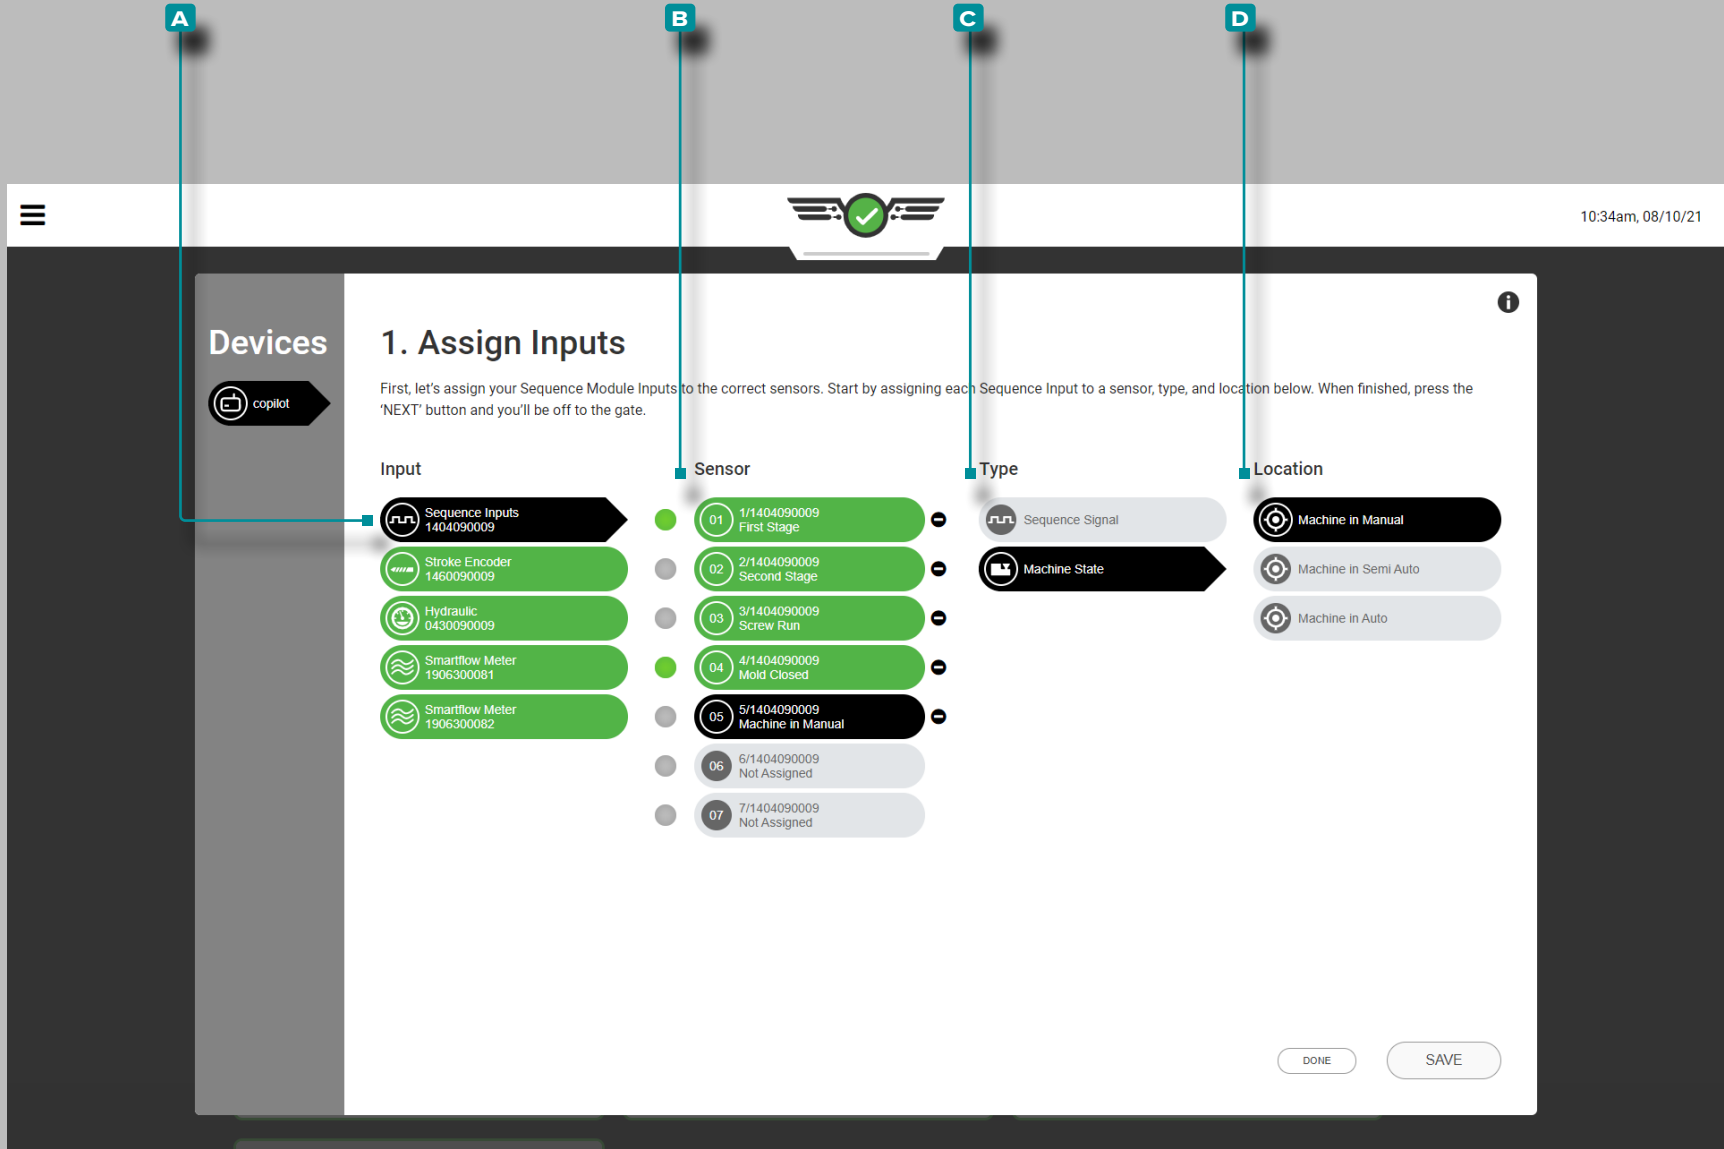 A
B
C
D
10:34am, 08/10/21
Devices
copilot
1. Assign Inputs
First, let’s assign your Sequence Module Inputs to the correct sensors. Start by assigning each Sequence Input to a sensor, type, and location below. When finished, press the
‘NEXT’ button and you’ll be off to the gate.
Input
Sequence Inputs
1404090009
Stroke Encoder
1460090009
Hydraulic
0430090009
Smartflow Meter
1906300081
Smartflow Meter
1906300082
Sensor
01
1/1404090009
First Stage
02
2/1404090009
Second Stage
03
3/1404090009
Screw Run
04
4/1404090009
Mold Closed
05
5/1404090009
Machine in Manual
06
6/1404090009
Not Assigned
07
7/1404090009
Not Assigned
Type
Sequence Signal
Machine State
Location
Machine in Manual
Machine in Semi Auto
Machine in Auto
DONE
SAVE